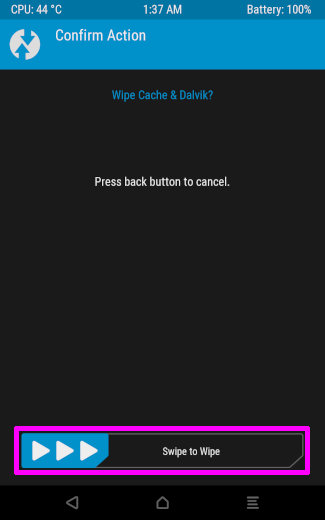 CPU: 44 °C 1:37 AM Battery: 100%
Confirm Action
Wipe Cache & Dalvik?
Press back button to cancel.
Swipe to Wipe